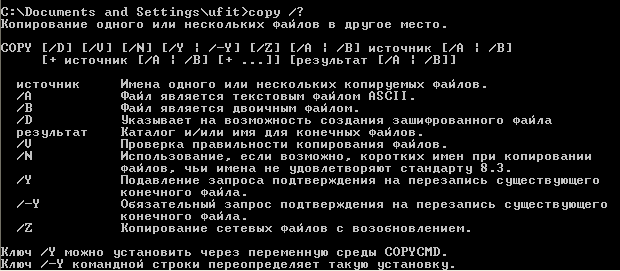 C:\Documents and Settings\ufit>copy /?
Копирование одного или нескольких файлов в другое место.
COPY [/D] [/V] [/N] [/Y ¦ /-Y] [/Z] [/A ¦ /B] источник [/A ¦ /B]
[+ источник [/A ¦ /B] [+ ...]] [результат [/A ¦ /B]]
источник Имена одного или нескольких копируемых файлов.
/A Файл является текстовым файлом ASCII.
/B Файл является двоичным файлом.
/D Указывает на возможность создания зашифрованного файла
результат Каталог и/или имя для конечных файлов.
/V Проверка правильности копирования файлов.
/N Использование, если возможно, коротких имен при копировании
файлов, чьи имена не удовлетворяют стандарту 8.3.
/Y Подавление запроса подтверждения на перезапись существующего
конечного файла.
/-Y Обязательный запрос подтверждения на перезапись существующего
конечного файла.
/Z Копирование сетевых файлов с возобновлением.
Ключ /Y можно установить через переменную среды COPYCMD.
Ключ /-Y командной строки переопределяет такую установку.